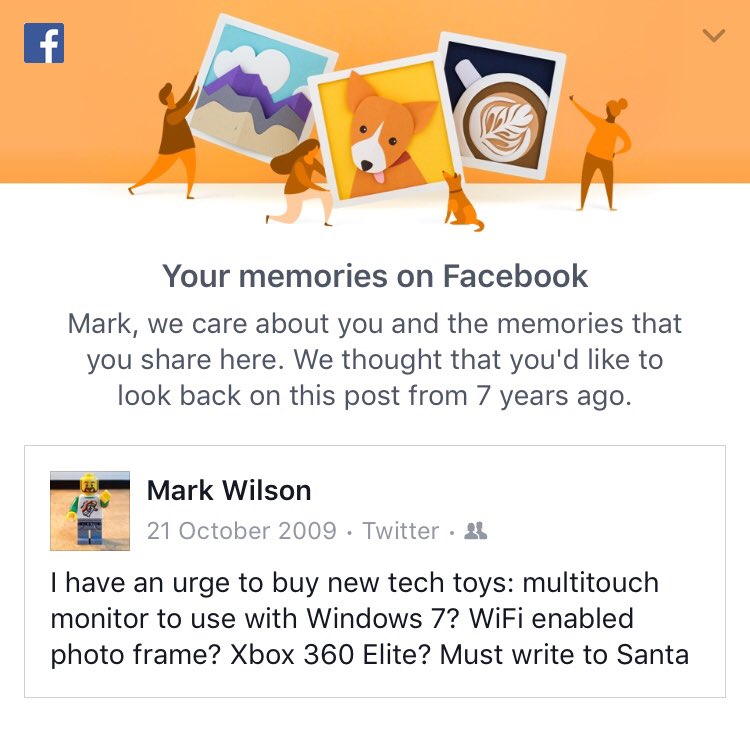 Your memories on Facebook
Mark, we care about you and the memories that
you share here. We thought that you'd like to
look back on this post from 7 years ago.
Mark Wilson
21 October 2009 · Twitter ·
I have an urge to buy new tech toys: multitouch
monitor to use with Windows 7? WiFi enabled
photo frame? Xbox 360 Elite? Must write to Santa